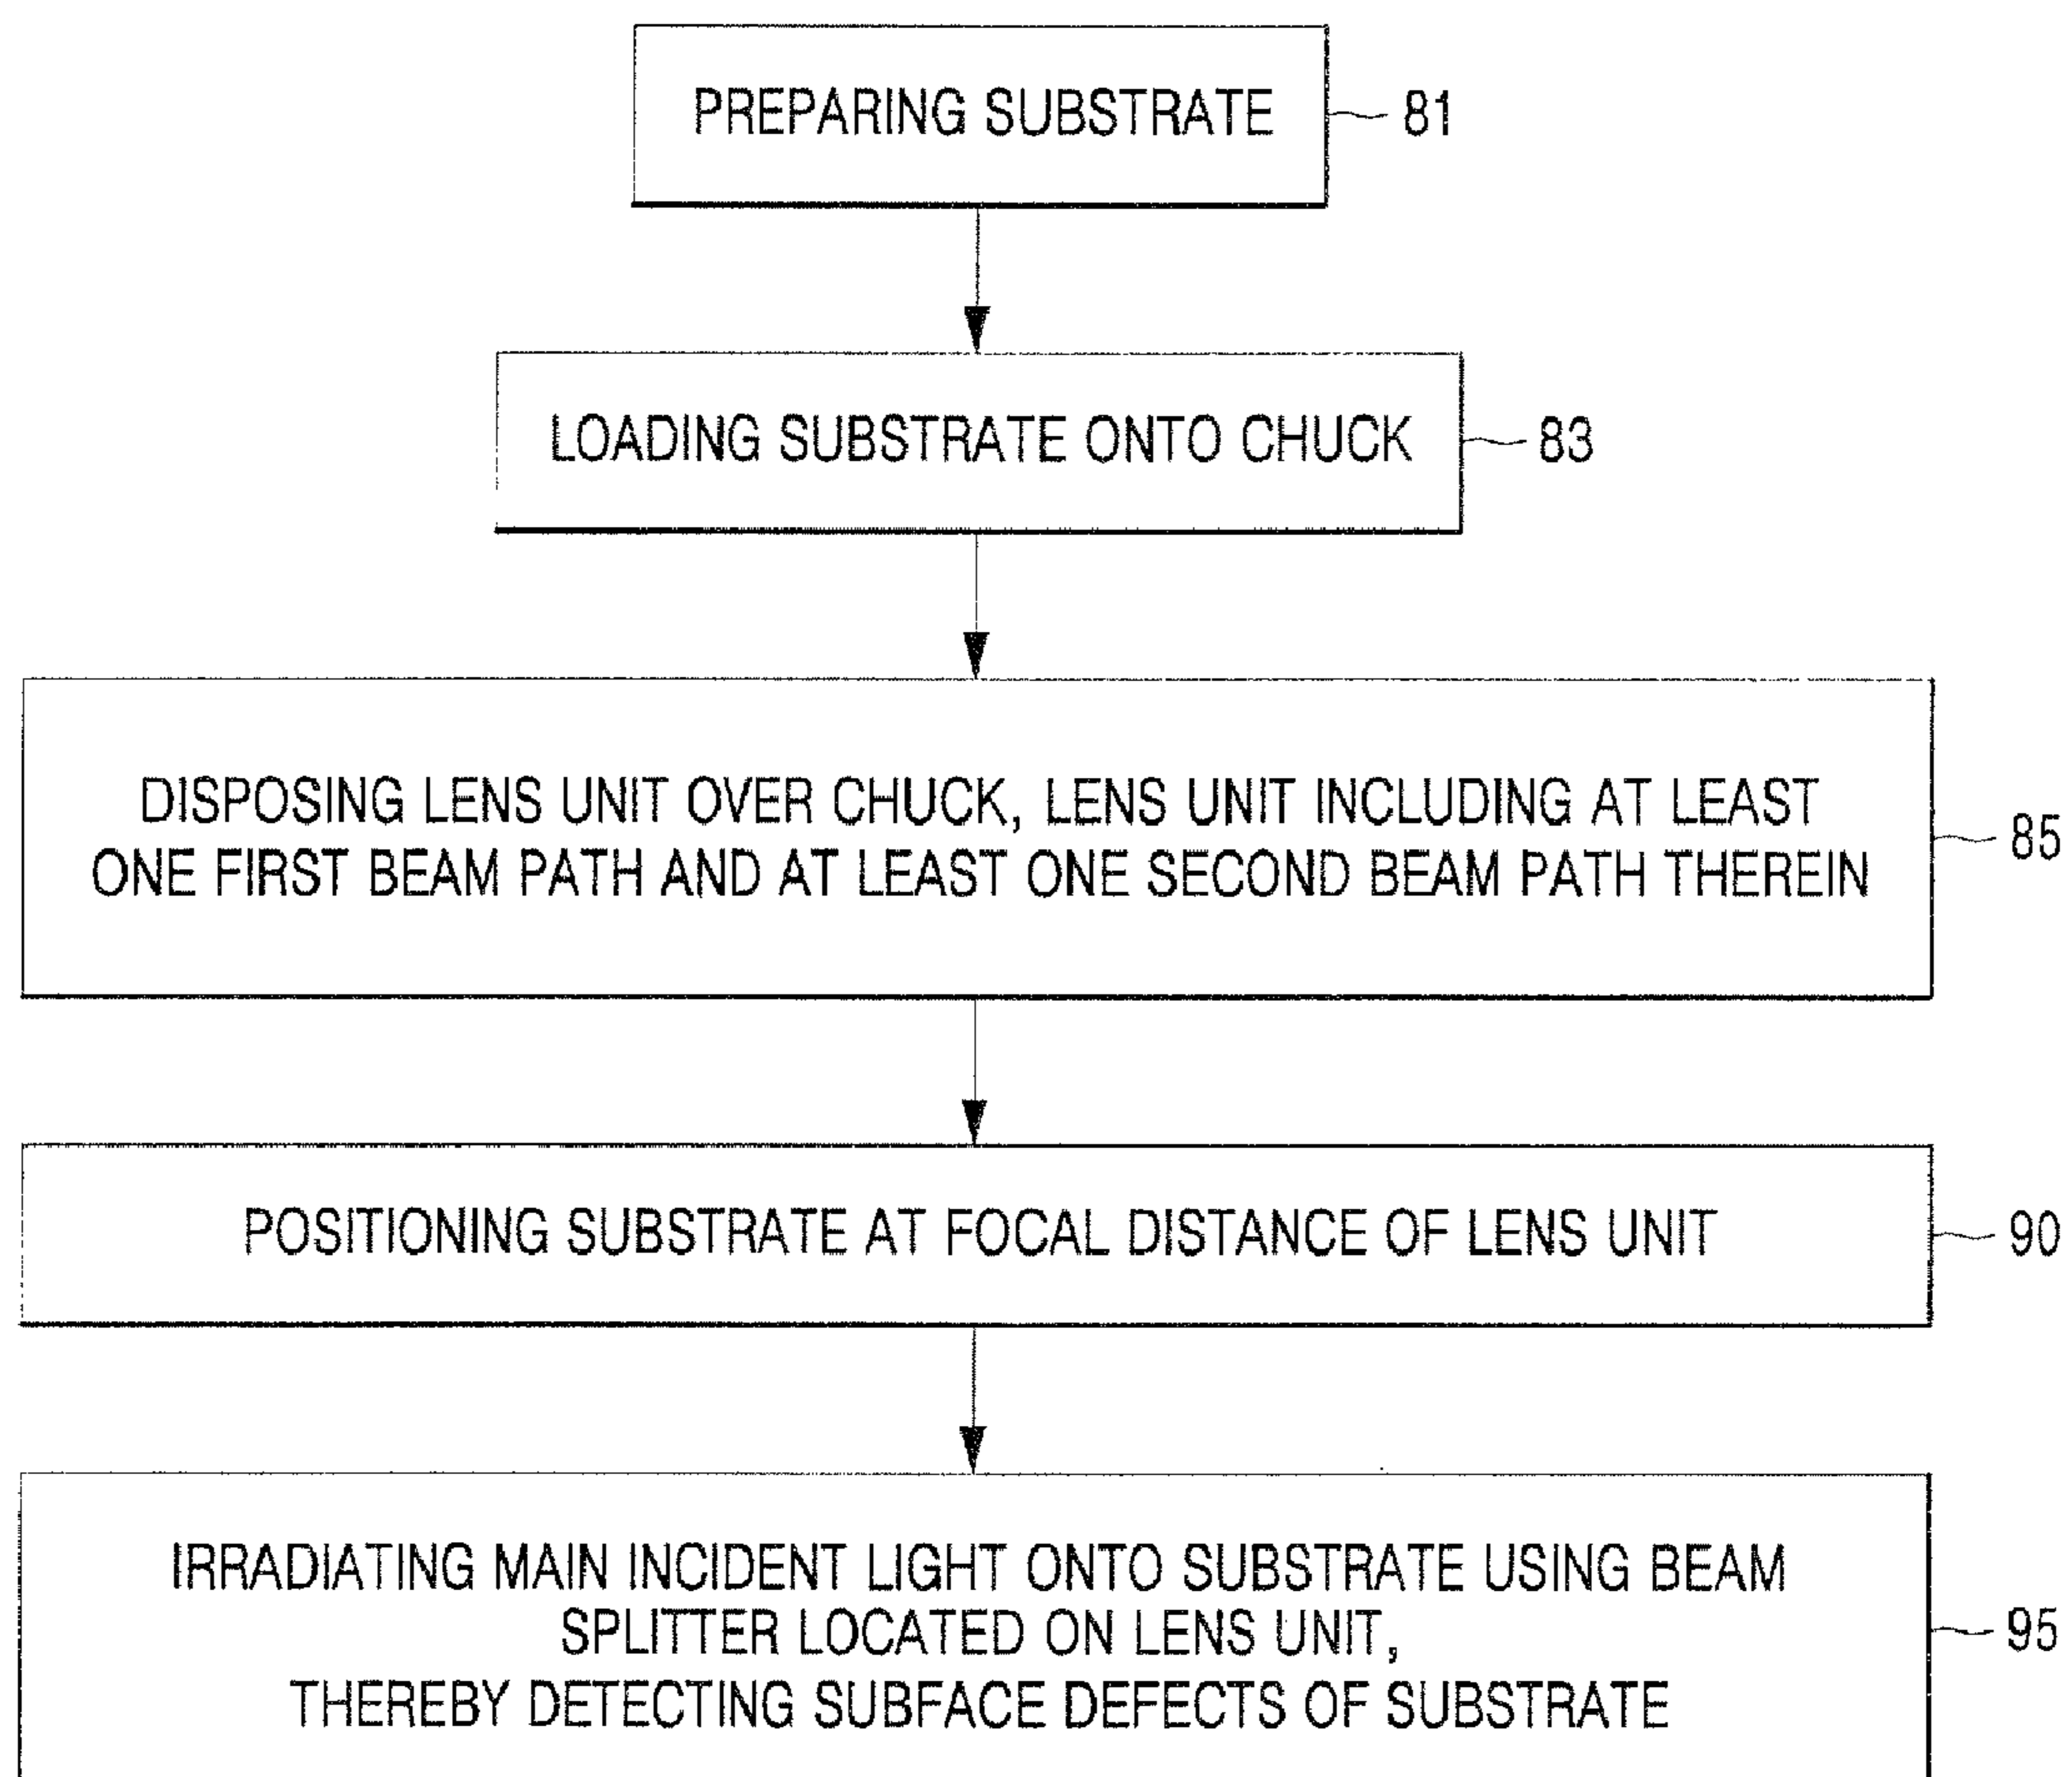 PREPARING SUBSTRATE
81
LOADING SUBSTRATE ONTO CHUCK
83
DISPOSING LENS UNIT OVER CHUCK, LENS UNIT INCLUDING AT LEAST
ONE FIRST BEAM PATH AND AT LEAST ONE SECOND BEAM PATH THEREIN
85
POSITIONING SUBSTRATE AT FOCAL DISTANCE OF LENS UNIT
90
IRRADIATING MAIN INCIDENT LIGHT ONTO SUBSTRATE USING BEAM
SPLITTER LOCATED ON LENS UNIT,
THEREBY DETECTING SUBFACE DEFECTS OF SUBSTRATE
95